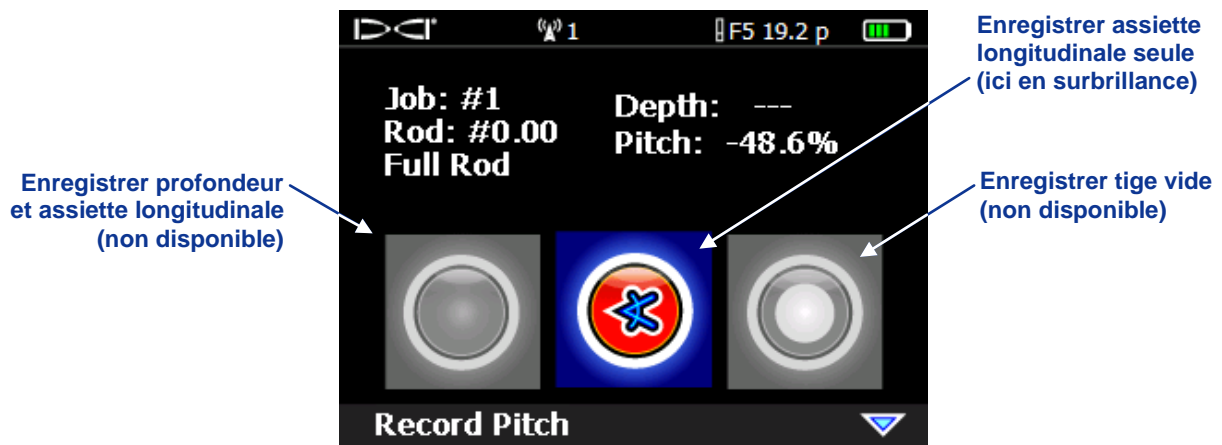 DCI 1 F5 19.2 p
Enregistrer assiette
longitudinale seule
(ici en surbrillance)
Job: #1
Rod: #0.00
Full Rod
Depth: ---
Pitch: -48.6%
Enregistrer profondeur
et assiette longitudinale
(non disponible)
Enregistrer tige vide
(non disponible)
Record Pitch